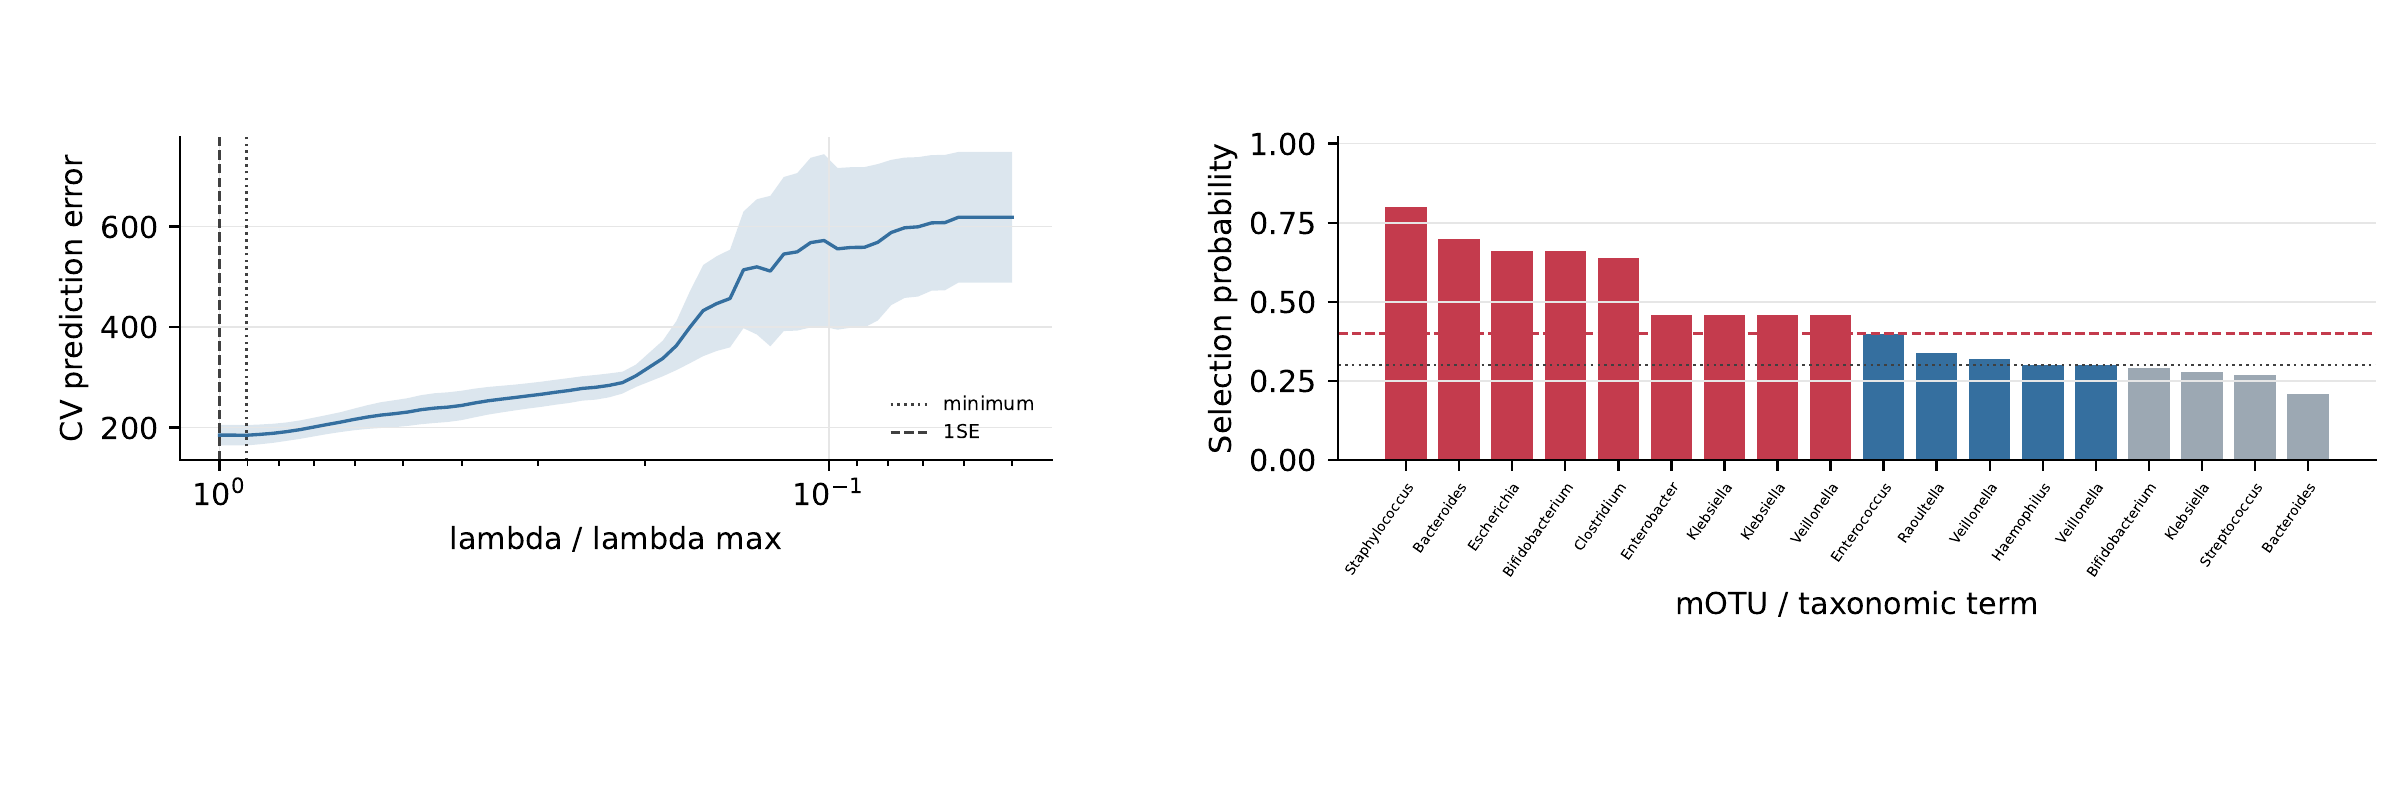 CV prediction error
600
400
200
10⁰
10⁻¹
lambda / lambda max
minimum
1SE
Selection probability
1.00
0.75
0.50
0.25
0.00
Staphylococcus
Bacteroides
Escherichia
Bifidobacterium
Clostridium
Enterobacter
Klebsiella
Klebsiella
Veillonella
Enterococcus
Raoultella
Veillonella
Haemophilus
Veillonella
Bifidobacterium
Klebsiella
Streptococcus
Bacteroides
mOTU / taxonomic term